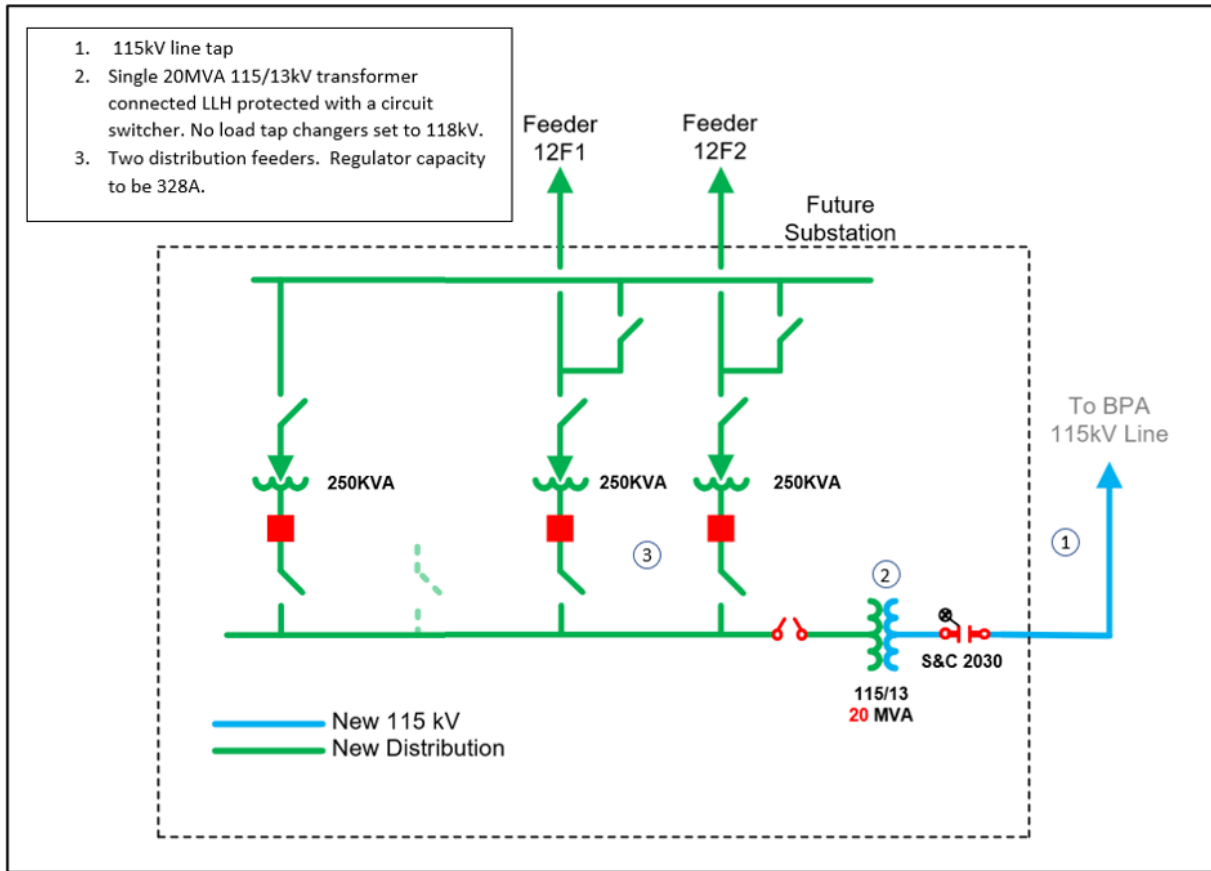 1. 115kV line tap
2. Single 20MVA 115/13kV transformer
connected LLH protected with a circuit
switcher. No load tap changers set to 118kV.
3. Two distribution feeders. Regulator capacity
to be 328A.
Feeder
12F1
Feeder
12F2
Future
Substation
To BPA
115kV Line
250KVA
250KVA
250KVA
1
3
2
S&C 2030
115/13
20 MVA
New 115 kV
New Distribution